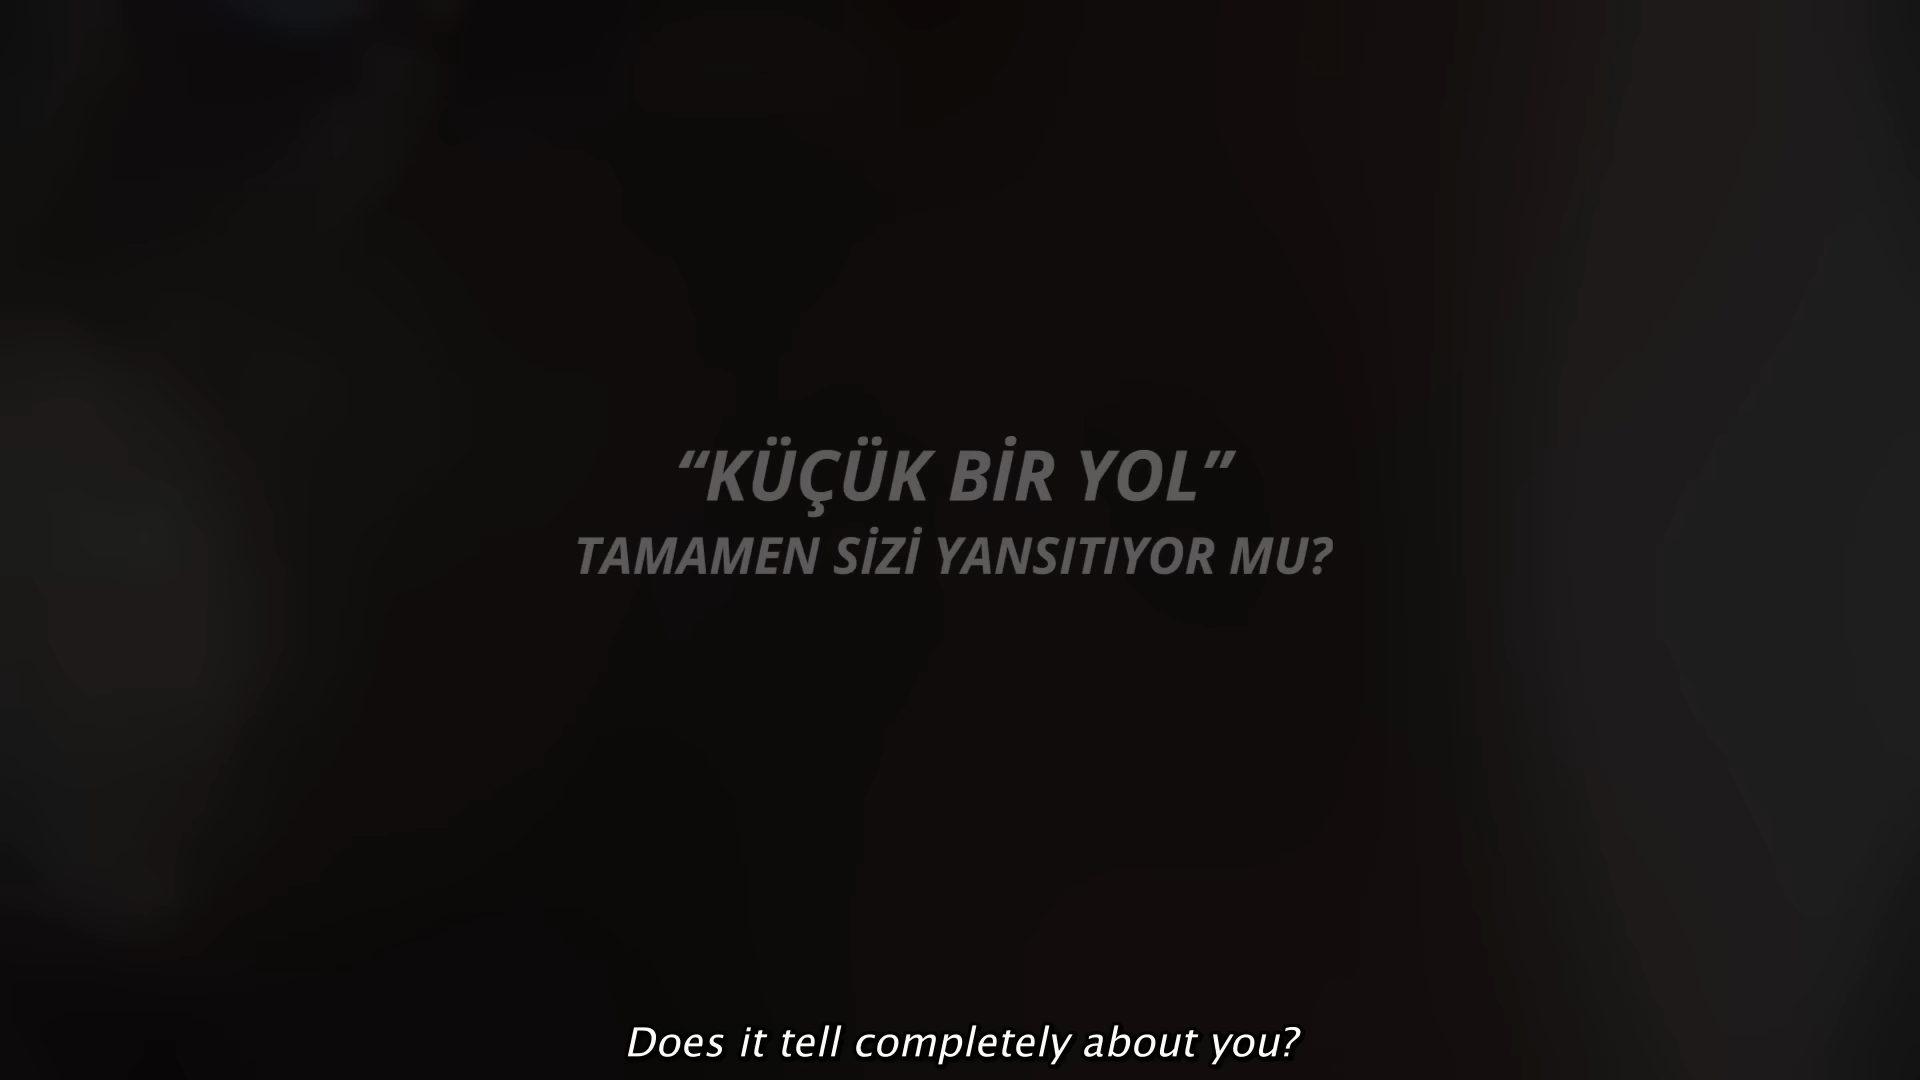 “KÜÇÜK BİR YOL”
TAMAMEN SİZİ YANSITIYOR MU?
Does it tell completely about you?